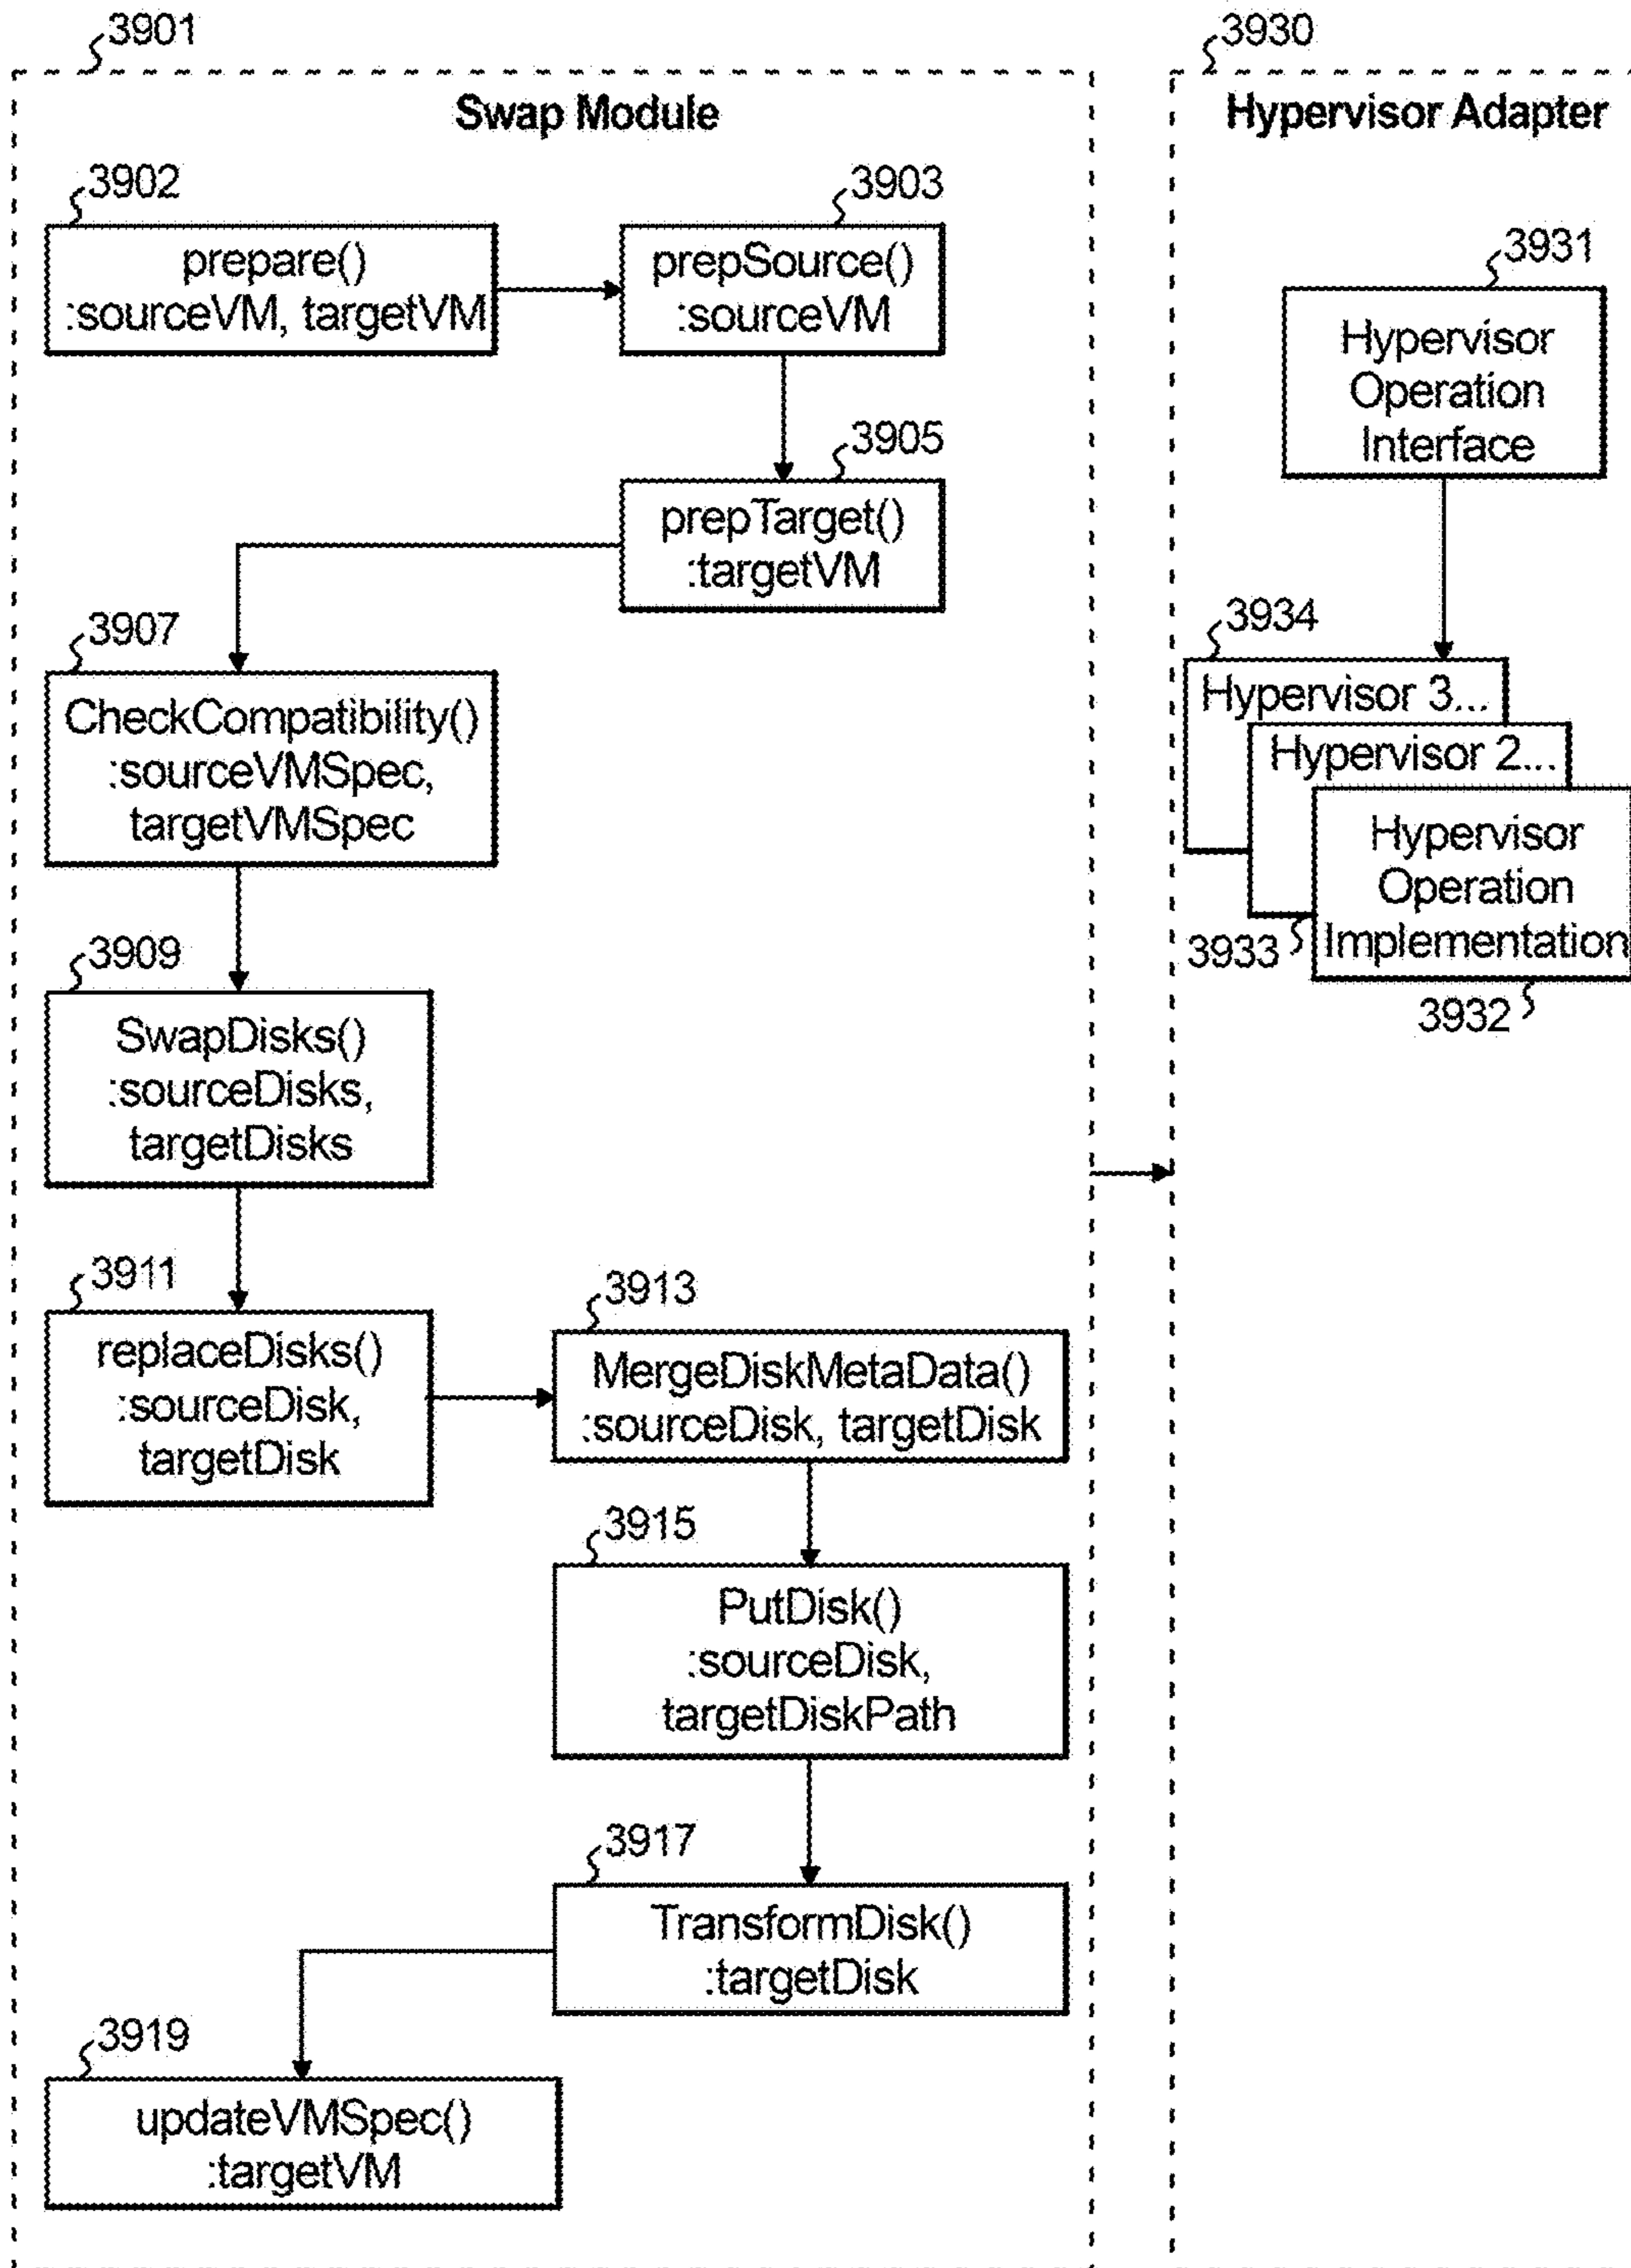 3901
Swap Module
3902
prepare()
:sourceVM, targetVM
3903
prepSource()
:sourceVM
3905
prepTarget()
:targetVM
3907
CheckCompatibility()
:sourceVMSpec,
targetVMSpec
3909
SwapDisks()
:sourceDisks,
targetDisks
3911
replaceDisks()
:sourceDisk,
targetDisk
3913
MergeDiskMetaData()
:sourceDisk, targetDisk
3915
PutDisk()
:sourceDisk,
targetDiskPath
3917
TransformDisk()
:targetDisk
3919
updateVMSpec()
:targetVM
3930
Hypervisor Adapter
3931
Hypervisor
Operation
Interface
3934
Hypervisor 3...
Hypervisor 2...
Hypervisor
Operation
Implementation
3933
3932